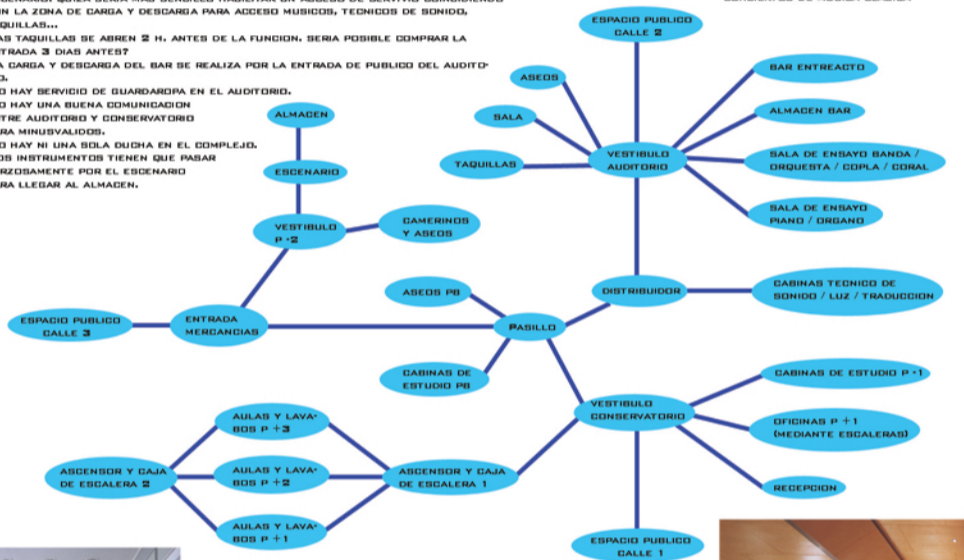 EN LA ZONA DE CARGA Y DESCARGA PARA ACCESO MUSICOS, TECNICOS DE SONIDO,
AS TAQUILLAS SE ABREN 2 H. ANTES DE LA FUNCION. SERIA POSIBLE COMPRAR LA
TRADA 3 DIAS ANTES?
A CARGA Y DESCARGA DEL BAR SE REALIZA POR LA ENTRADA DE PUBLICO DEL AUDITO-
O.
O HAY SERVICIO DE GUARDAROPA EN EL AUDITORIO.
O HAY UNA BUENA COMUNICACION
TRE AUDITORIO Y CONSERVATORIO
RA MINUSVALIDOS.
O HAY NI UNA SOLA DUCHA EN EL COMPLEJO.
OS INSTRUMENTOS TIENEN QUE PASAR
RZOSAMENTE POR EL ESCENARIO
RA LLEGAR AL ALMACEN.
ESPACIO PUBLICO
CALLE 2
ASEOS
BAR ENTREACTO
SALA
ALMACEN BAR
TAQUILLAS
VESTIBULO
AUDITORIO
SALA DE ENSAYO BANDA /
ORQUESTA / COPLA / CORAL
SALA DE ENSAYO
PIANO / ORGANO
ALMACEN
ESCENARIO
VESTIBULO
P -2
CAMERINOS
Y ASEOS
ASEOS PB
DISTRIBUIDOR
CABINAS TECNICO DE
SONIDO / LUZ / TRADUCCION
ESPACIO PUBLICO
CALLE 3
ENTRADA
MERCANCIAS
PASILLO
CABINAS DE
ESTUDIO PB
CABINAS DE ESTUDIO P -1
VESTIBULO
CONSERVATORIO
OFICINAS P +1
(MEDIANTE ESCALERAS)
RECEPCION
AULAS Y LAVA-
BOS P +3
ASCENSOR Y CAJA
DE ESCALERA 2
AULAS Y LAVA-
BOS P +2
ASCENSOR Y CAJA
DE ESCALERA 1
AULAS Y LAVA-
BOS P +1
ESPACIO PUBLICO
CALLE 1